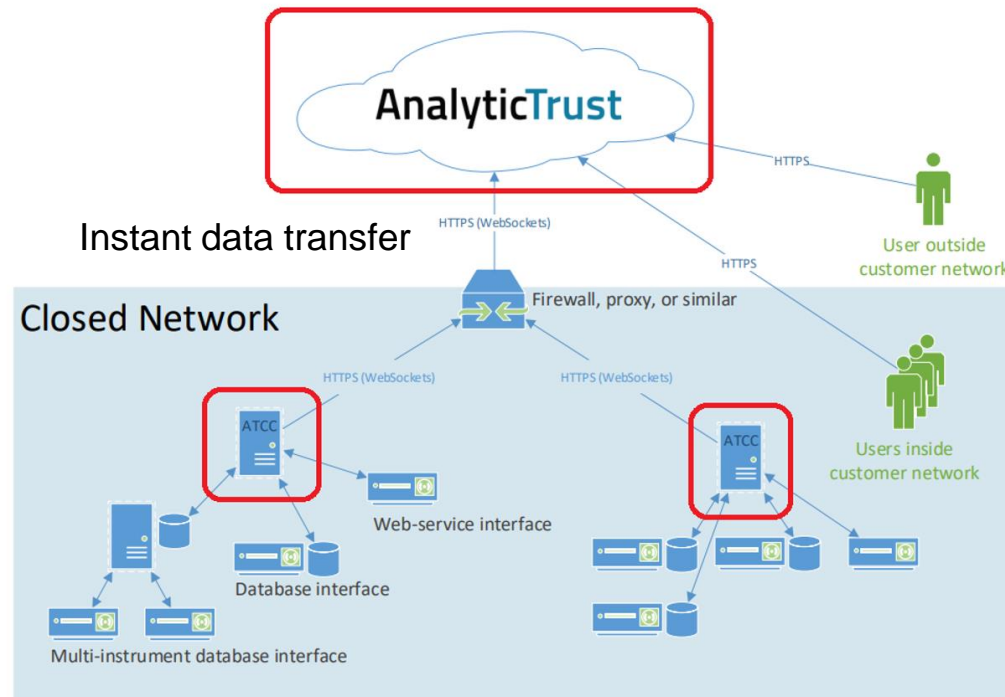 AnalyticTrust
HTTPS
HTTPS (WebSockets)
Instant data transfer
User outside
customer network
HTTPS
Firewall, proxy, or similar
Closed Network
HTTPS (WebSockets)
HTTPS (WebSockets)
ATCC
ATCC
Users inside
customer network
Web-service interface
Database interface
Multi-instrument database interface